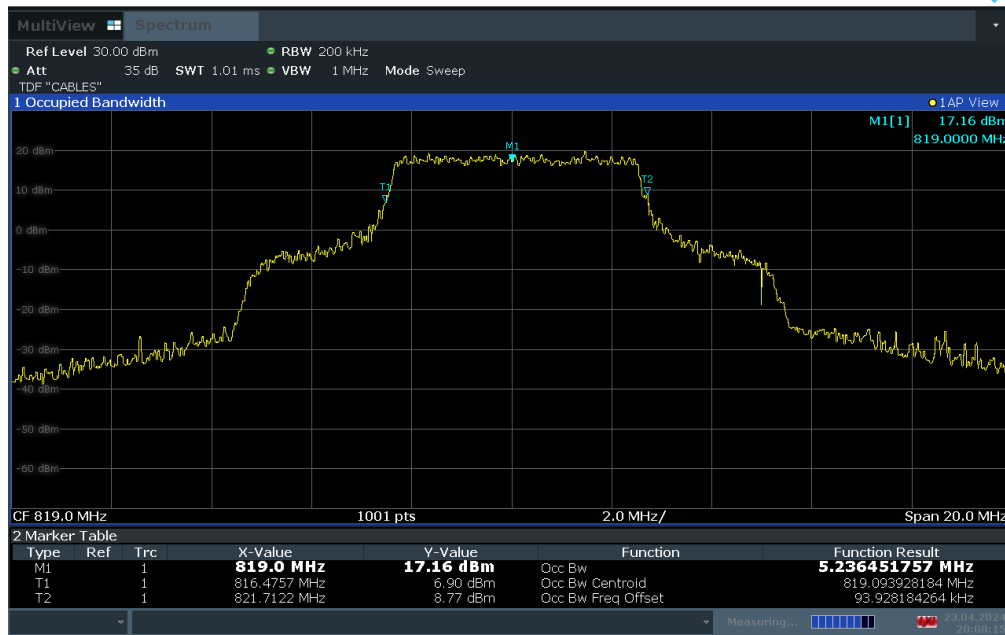 MultiView Spectrum
Ref Level 30.00 dBm RBW 200 kHz
Att 35 dB SWT 1.01 ms VBW 1 MHz Mode Sweep
TDF "CABLES"
1 Occupied Bandwidth 1AP View
M1[1] 17.16 dBm
819.0000 MHz
20 dBm
M1
T2
T1
10 dBm
0 dBm
-10 dBm
-20 dBm
-30 dBm
-40 dBm
-50 dBm
-60 dBm
CF 819.0 MHz 1001 pts 2.0 MHz/ Span 20.0 MHz
2 Marker Table
Type Ref Trc X-Value Y-Value Function Function Result
M1 1 819.0 MHz 17.16 dBm Occ Bw 5.236451757 MHz
T1 1 816.4757 MHz 6.90 dBm Occ Bw Centroid 819.093928184 MHz
T2 1 821.7122 MHz 8.77 dBm Occ Bw Freq Offset 93.928184264 kHz
Measuring...